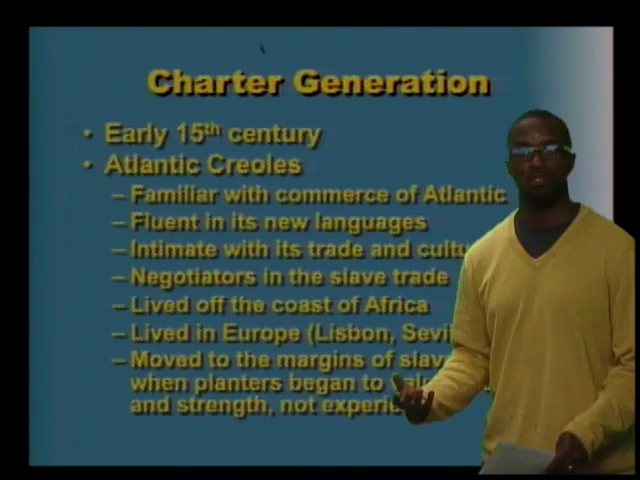 Charter Generation
• Early 15th century
• Atlantic Creoles
– Familiar with commerce of Atlantic
– Fluent in its new languages
– Intimate with its trade and
– Negotiators in the slave trade
– Lived off the coast of Africa
– Lived in Europe (Lisbon,
– Moved to the margins of
when planters began to
and strength, not